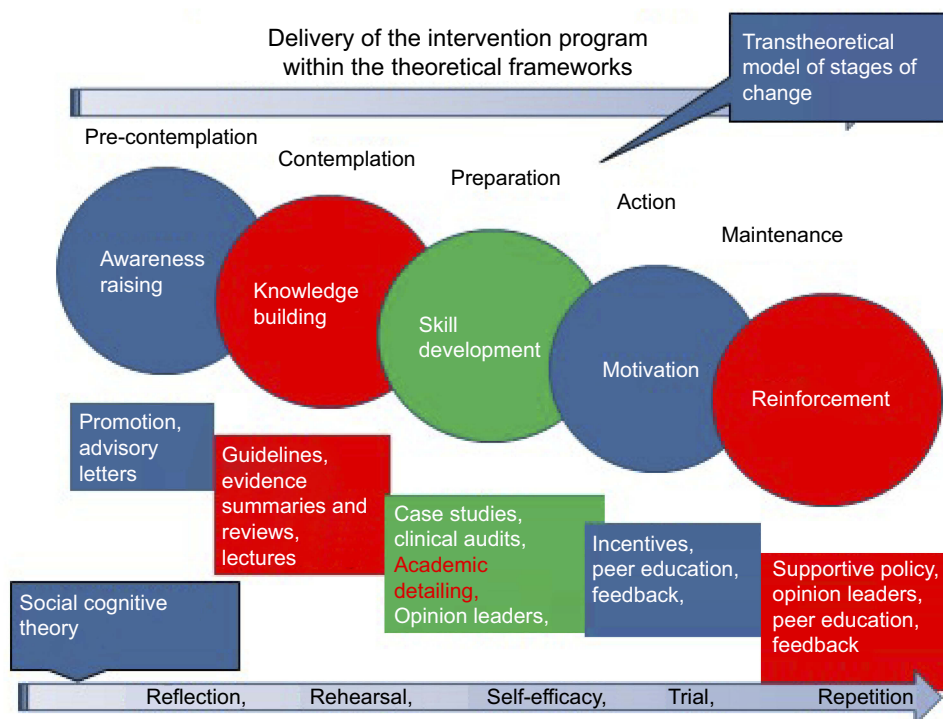 Delivery of the intervention program
within the theoretical frameworks
Transtheoretical
model of stages of
change
Pre-contemplation
Contemplation
Preparation
Action
Maintenance
Awareness
raising
Knowledge
building
Skill
development
Motivation
Reinforcement
Promotion,
advisory
letters
Guidelines,
evidence
summaries and
reviews,
lectures
Case studies,
clinical audits,
Academic
detailing,
Opinion leaders,
Incentives,
peer education,
feedback,
Supportive policy,
opinion leaders,
peer education,
feedback
Social cognitive
theory
Reflection, Rehearsal, Self-efficacy, Trial, Repetition